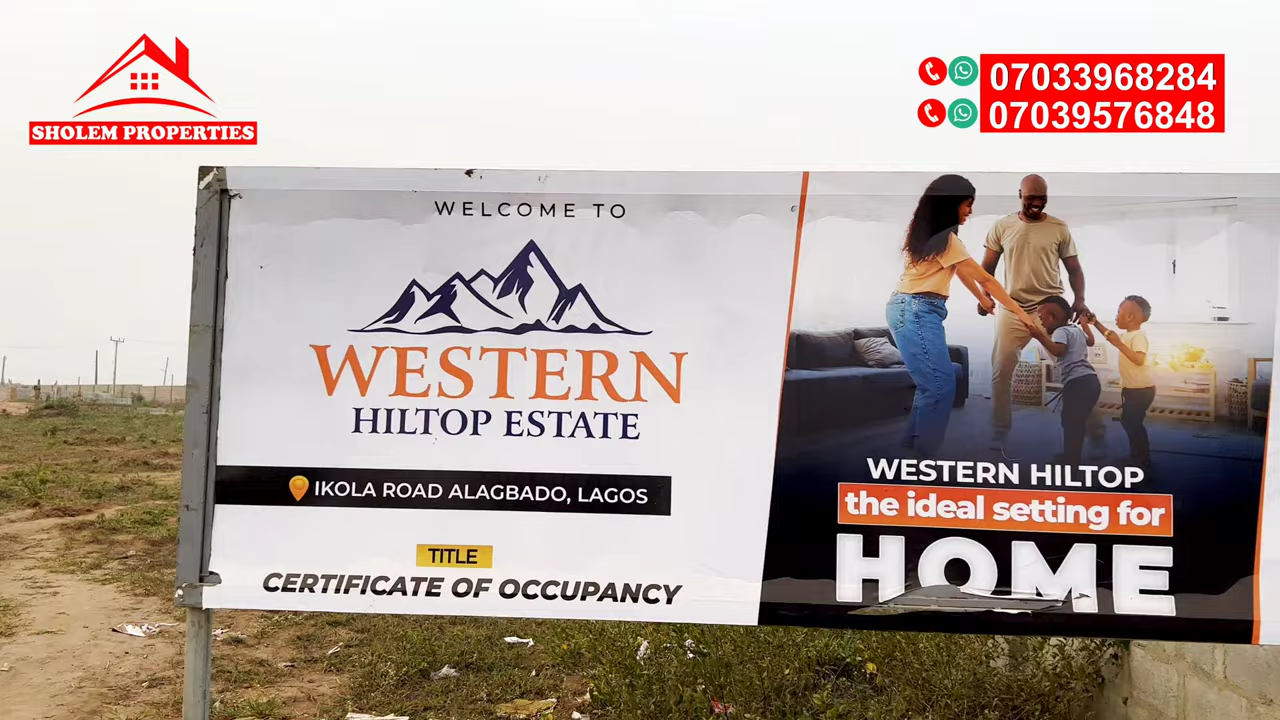 SHOLEM PROPERTIES
07033968284
07039576848
WELCOME TO
WESTERN
HILTOP ESTATE
IKOLA ROAD ALAGBADO, LAGOS
TITLE
CERTIFICATE OF OCCUPANCY
WESTERN HILTOP
the ideal setting for
HOME